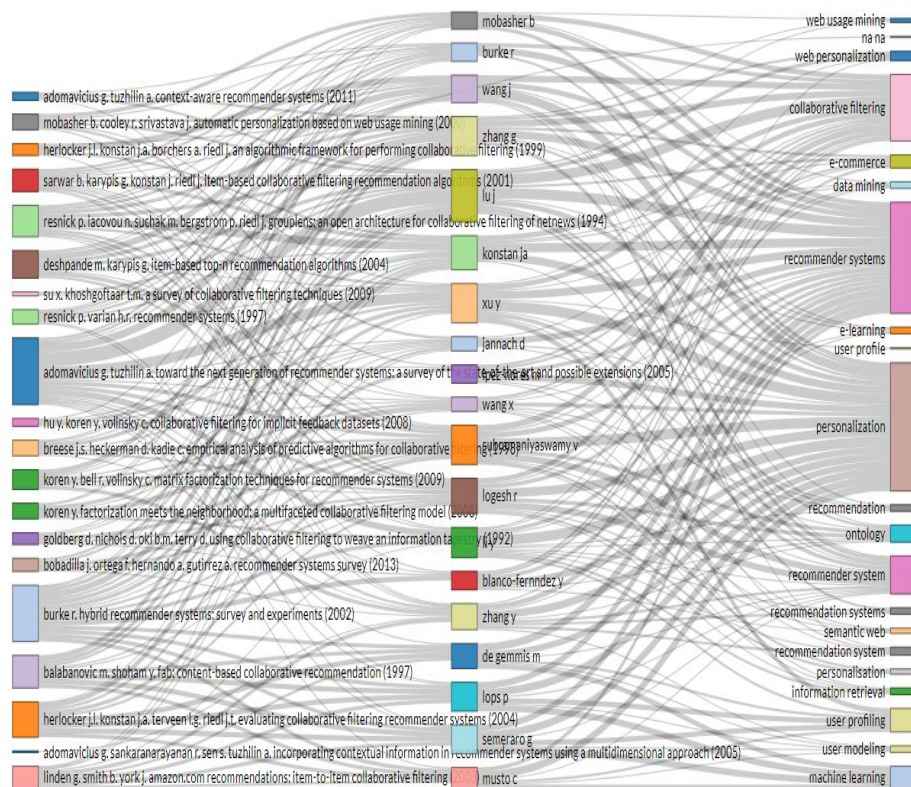 adomavicius g. tuzhilin a. context-aware recommender systems (2011)
mobasher b. cooley r. srivastava j. automatic personalization based on web usage mining
herlocker j.l. konstan j.a. borchers a. riedl j. an algorithmic framework for performing collaborative filtering (1999)
sarwar b. karypis g. konstan j. riedl j. item-based collaborative filtering recommendation algorithms (2001)
resnick p. iacovou n. suchak m. bergstrom p. riedl j. grouplens: an open architecture for collaborative filtering of netnews (1994)
deshpande m. karypis g. item-based top-n recommendation algorithms (2004)
su x. khoshgoftaar t.m. a survey of collaborative filtering techniques (2009)
resnick p. varian h.r. recommender systems (1997)
adomavicius g. tuzhilin a. toward the next generation of recommender systems: a survey of the state-of-the-art and possible extensions (2005)
hu y. koren y. volinsky c. collaborative filtering for implicit feedback datasets (2008)
breese j.s. heckerman d. kadie c. empirical analysis of predictive algorithms for collaborative filtering (1998)
koren y. bell r. volinsky c. matrix factorization techniques for recommender systems (2009)
koren y. factorization meets the neighborhood: a multifaceted collaborative filtering model
goldberg d. nichols d. oki b.m. terry d. using collaborative filtering to weave an information tapestry (1992)
bobadilla j. ortega f. hernando a. gutirrez a. recommender systems survey (2013)
burke r. hybrid recommender systems: survey and experiments (2002)
balabanovic m. shoham y. fab: content-based collaborative recommendation (1997)
herlocker j.l. konstan j.a. terveen l.g. riedl j.t. evaluating collaborative filtering recommender systems (2004)
adomavicius g. sankaranarayanan r. sen s. tuzhilin a. incorporating contextual information in recommender systems using a multidimensional approach (2005)
linden g. smith b. york j. amazon.com recommendations: item-to-item collaborative filtering
mobasher b
burke r
wang j
zhang g
lu j
konstan ja
xu y
jannach d
wang x
subramaniyaswamy v
logesh r
blanco-fernndez y
zhang y
de gemmis m
lops p
semeraro g
musto c
web usage mining
na na
web personalization
collaborative filtering
e-commerce
data mining
recommender systems
e-learning
user profile
personalization
recommendation
ontology
recommender system
recommendation systems
semantic web
recommendation system
personalisation
information retrieval
user profiling
user modeling
machine learning